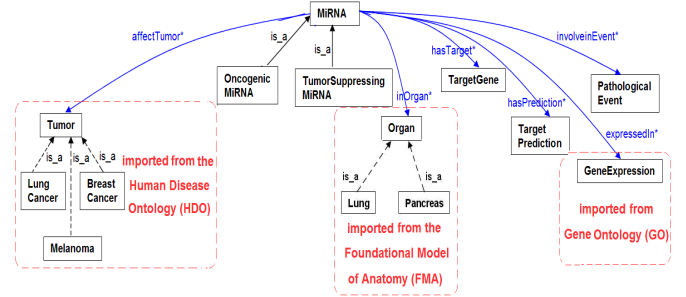 MiRNA
affectTumor*
involveinEvent*
is_a
is_a
hasTarget*
Oncogenic
MiRNA
TumorSuppressing
MiRNA
TargetGene
Pathological
Event
inOrgan*
hasPrediction*
Tumor
Organ
Target
Prediction
expressedIn*
is_a
is_a
is_a
imported from the
Human Disease
Ontology (HDO)
Lung
Cancer
Breast
Cancer
Melanoma
is_a
is_a
Lung
Pancreas
imported from the
Foundational Model
of Anatomy (FMA)
GeneExpression
imported from
Gene Ontology (GO)